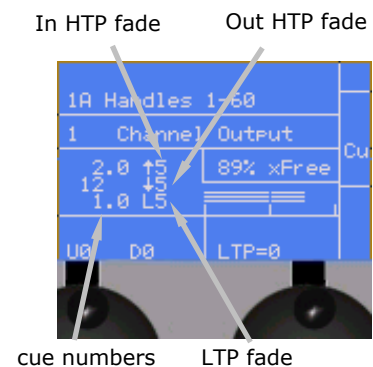 In HTP fade Out HTP fade
1A Handles 1-60
1 Channel Output
Cu
2.0 ↑5 89% xFree
12 ↓5
1.0 L5
U0 D0 LTP=0
cue numbers LTP fade